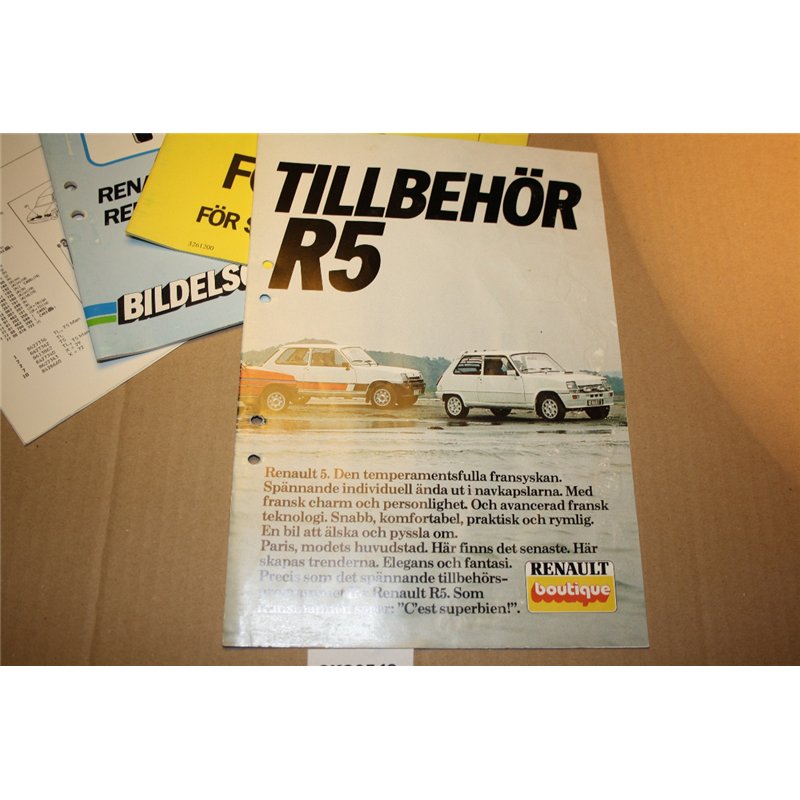 TILLBEHÖR
R5
Renault 5. Den temperamentsfulla fransyskan.
Spännande individuell ända ut i navkapslarna. Med
fransk charm och personlighet. Och avancerad fransk
teknologi. Snabb, komfortabel, praktisk och rymlig.
En bil att älska och pyssla om.
Paris, modets huvudstad. Här finns det senaste. Här
skapas trenderna. Elegans och fantasi.
Precis som det spännande tillbehörs-
Renault R5. Som
"C'est superbien!".
RENAULT
boutique
FÖR S
3261200
RENA
RE
BILDELS